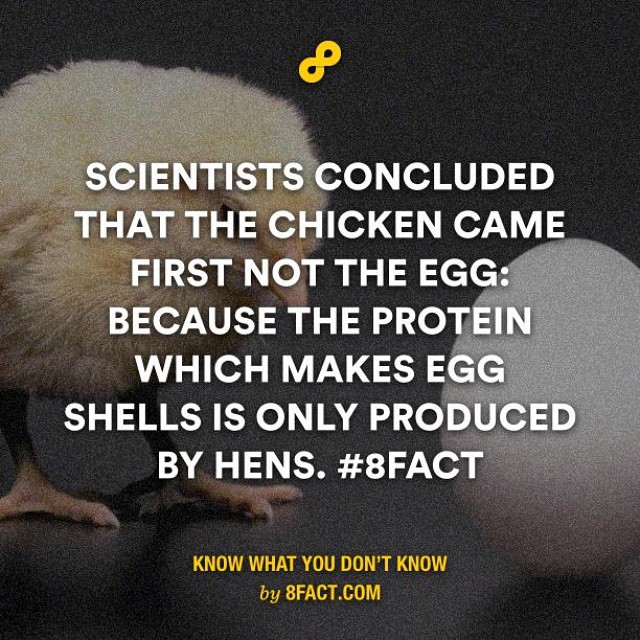 SCIENTISTS CONCLUDED
THAT THE CHICKEN CAME
FIRST NOT THE EGG:
BECAUSE THE PROTEIN
WHICH MAKES EGG
SHELLS IS ONLY PRODUCED
BY HENS. #8FACT
KNOW WHAT YOU DON'T KNOW
by 8FACT.COM